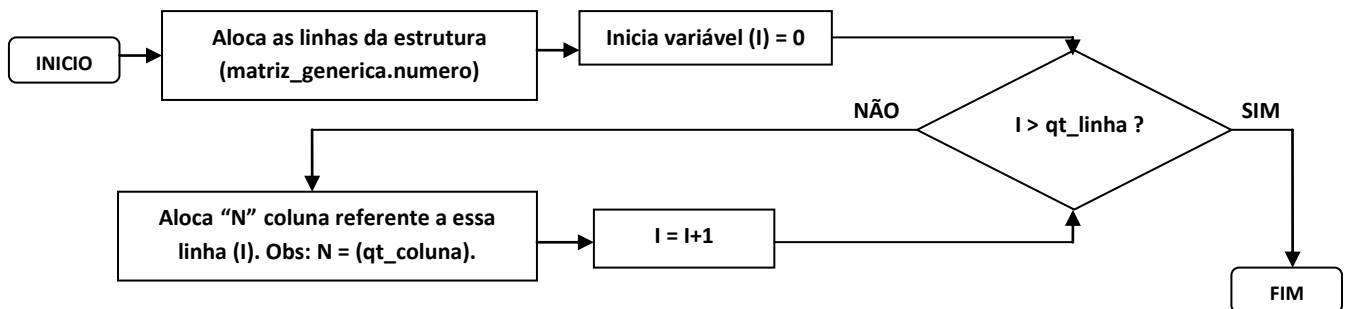 INICIO
Aloca as linhas da estrutura
(matriz_generica.numero)
Inicia variável (I) = 0
I > qt_linha ?
NÃO
SIM
Aloca “N” coluna referente a essa
linha (I). Obs: N = (qt_coluna).
I = I+1
FIM